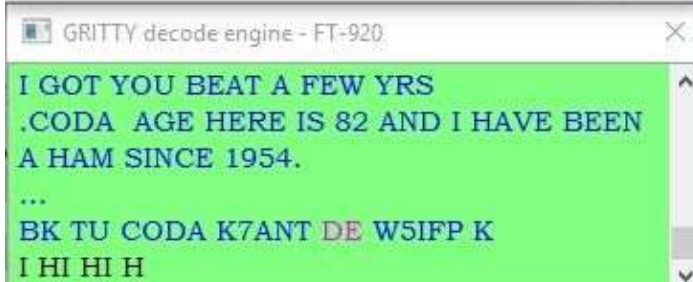 GRITTY decode engine - FT-920
I GOT YOU BEAT A FEW YRS
.CODA AGE HERE IS 82 AND I HAVE BEEN
A HAM SINCE 1954.
...
BK TU CODA K7ANT DE W5IFP K
I HI HI H